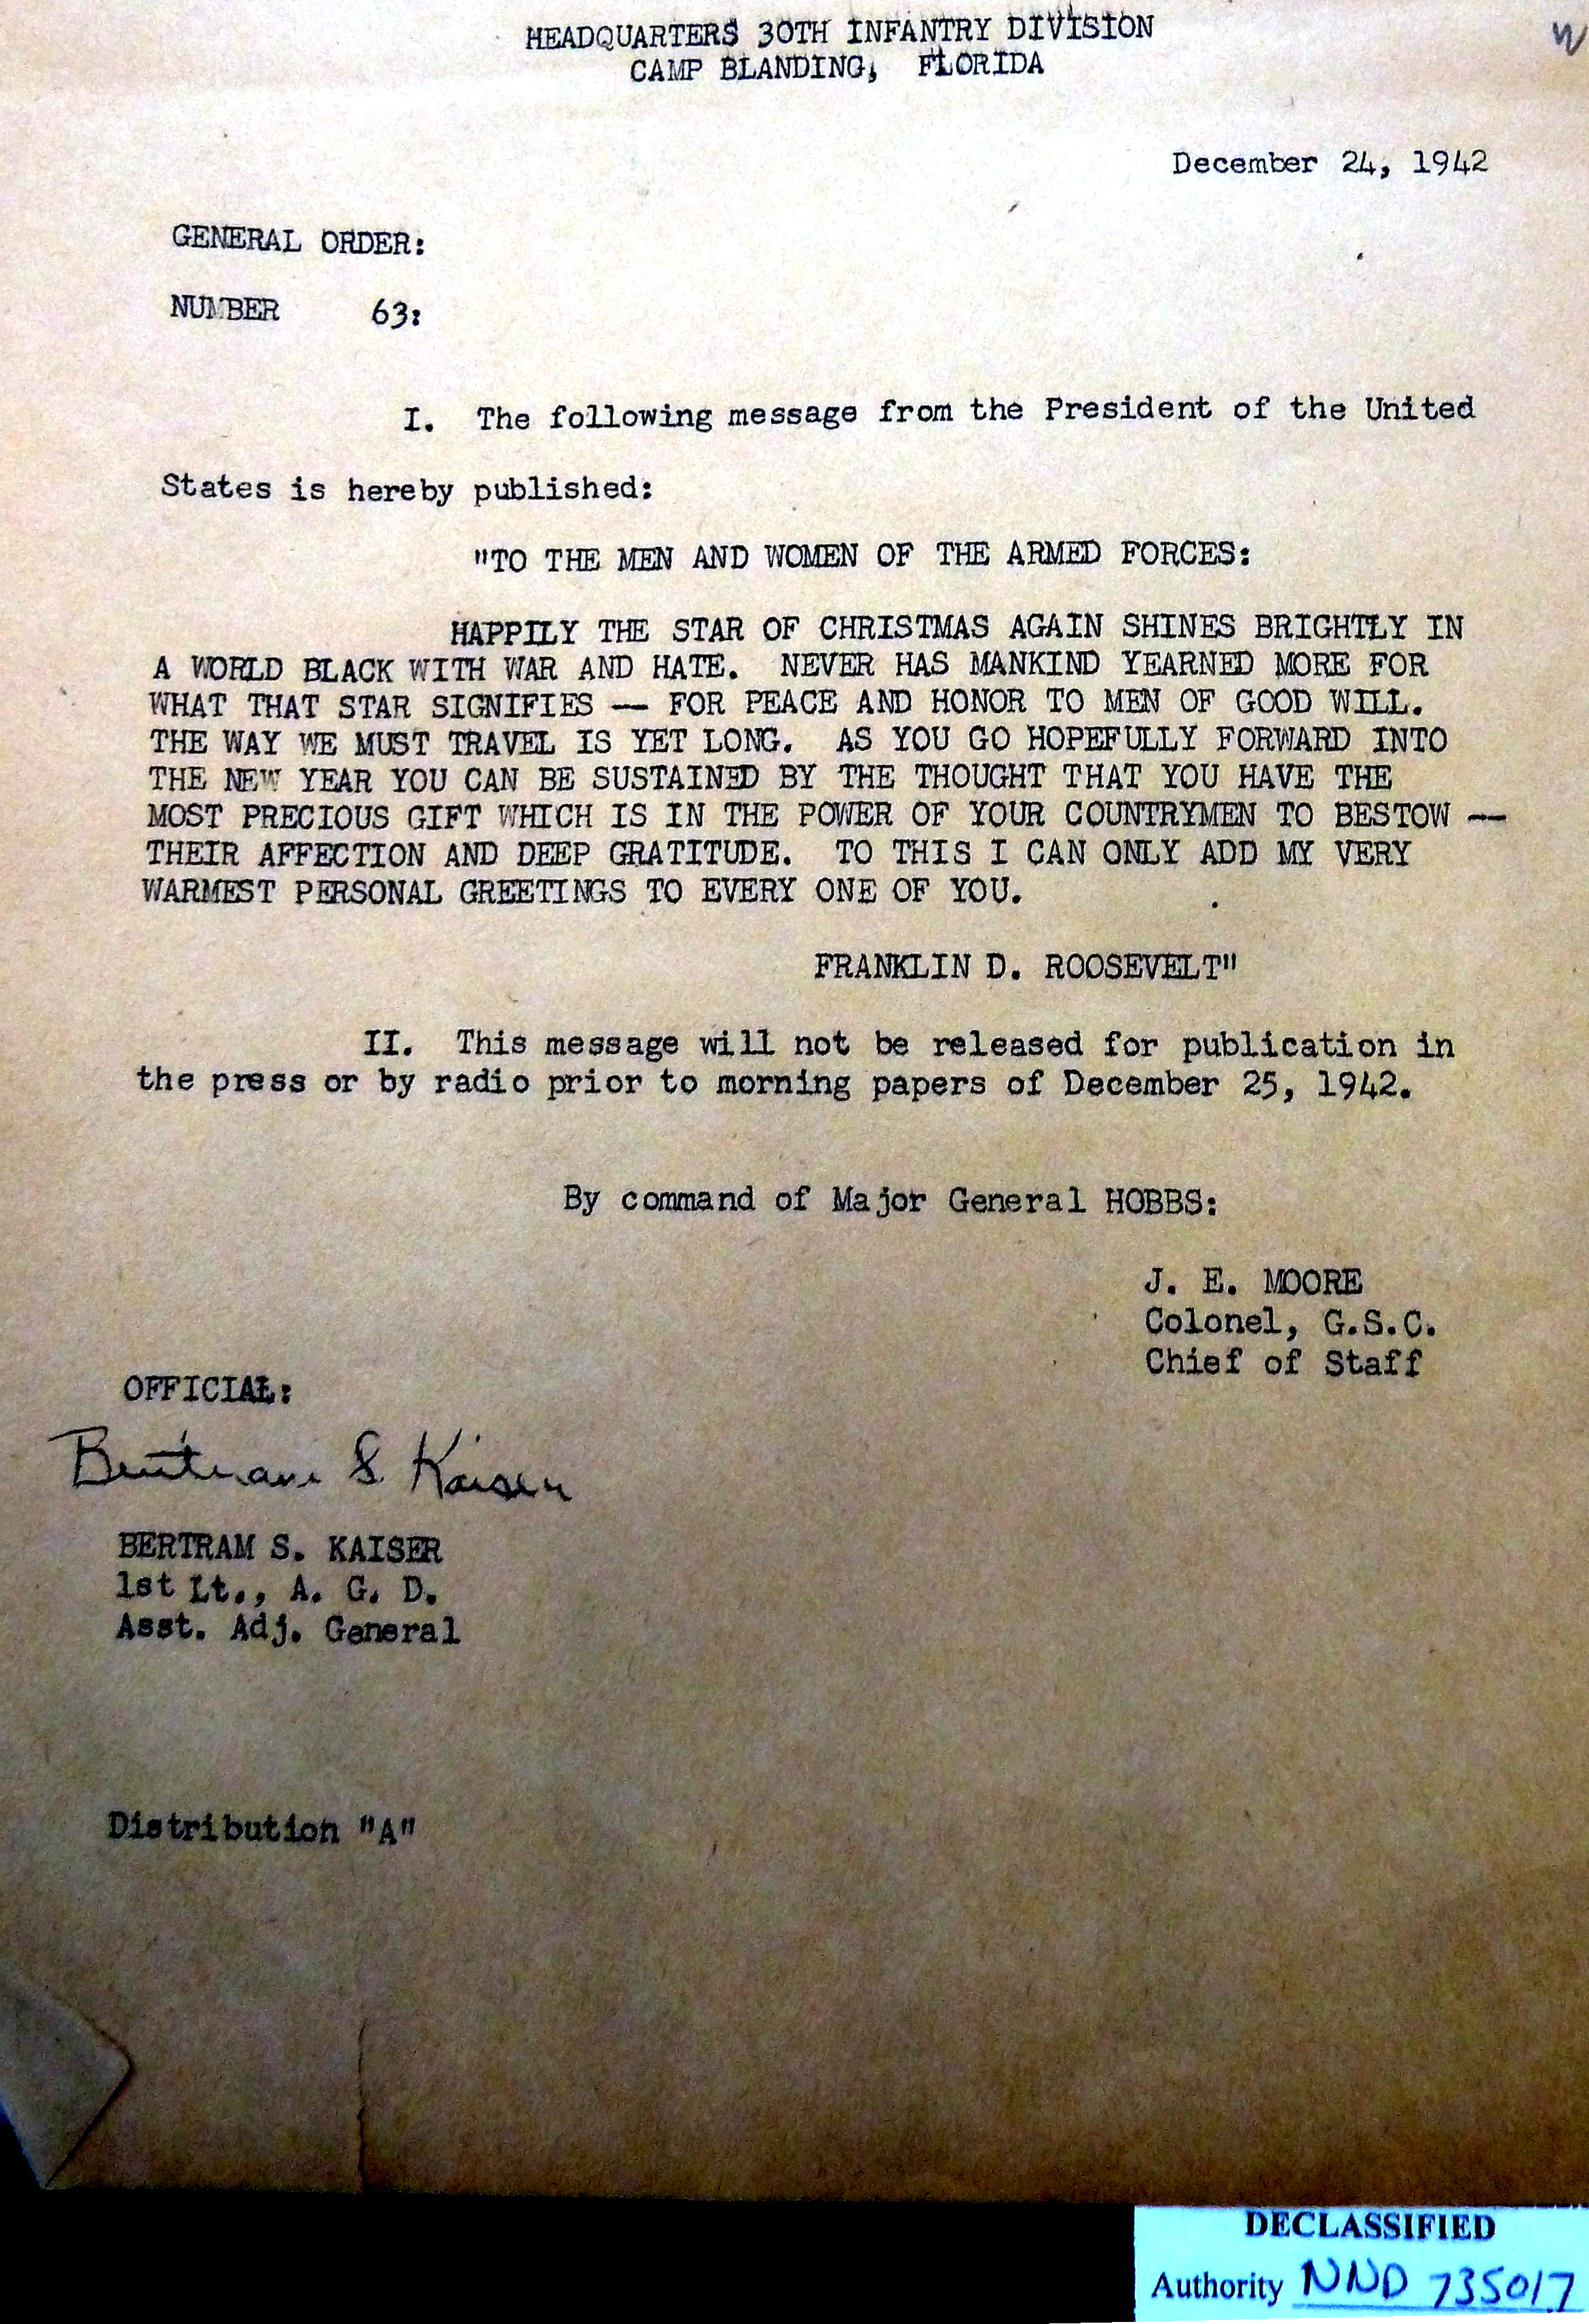 HEADQUARTERS 30TH INFANTRY DIVISION
CAMP BLANDING, FLORIDA
W
December 24, 1942
GENERAL ORDER:
NUMBER 63:
I. The following message from the President of the United
States is hereby published:
"TO THE MEN AND WOMEN OF THE ARMED FORCES:
HAPPILY THE STAR OF CHRISTMAS AGAIN SHINES BRIGHTLY IN
A WORLD BLACK WITH WAR AND HATE. NEVER HAS MANKIND YEARNED MORE FOR
WHAT THAT STAR SIGNIFIES -- FOR PEACE AND HONOR TO MEN OF GOOD WILL.
THE WAY WE MUST TRAVEL IS YET LONG. AS YOU GO HOPEFULLY FORWARD INTO
THE NEW YEAR YOU CAN BE SUSTAINED BY THE THOUGHT THAT YOU HAVE THE
MOST PRECIOUS GIFT WHICH IS IN THE POWER OF YOUR COUNTRYMEN TO BESTOW --
THEIR AFFECTION AND DEEP GRATITUDE. TO THIS I CAN ONLY ADD MY VERY
WARMEST PERSONAL GREETINGS TO EVERY ONE OF YOU.
FRANKLIN D. ROOSEVELT"
II. This message will not be released for publication in
the press or by radio prior to morning papers of December 25, 1942.
By command of Major General HOBBS:
J. E. MOORE
Colonel, G.S.C.
Chief of Staff
OFFICIAL:
Bertram S. Kaiser
BERTRAM S. KAISER
1st Lt., A. G. D.
Asst. Adj. General
Distribution "A"
DECLASSIFIED
Authority NND 735017